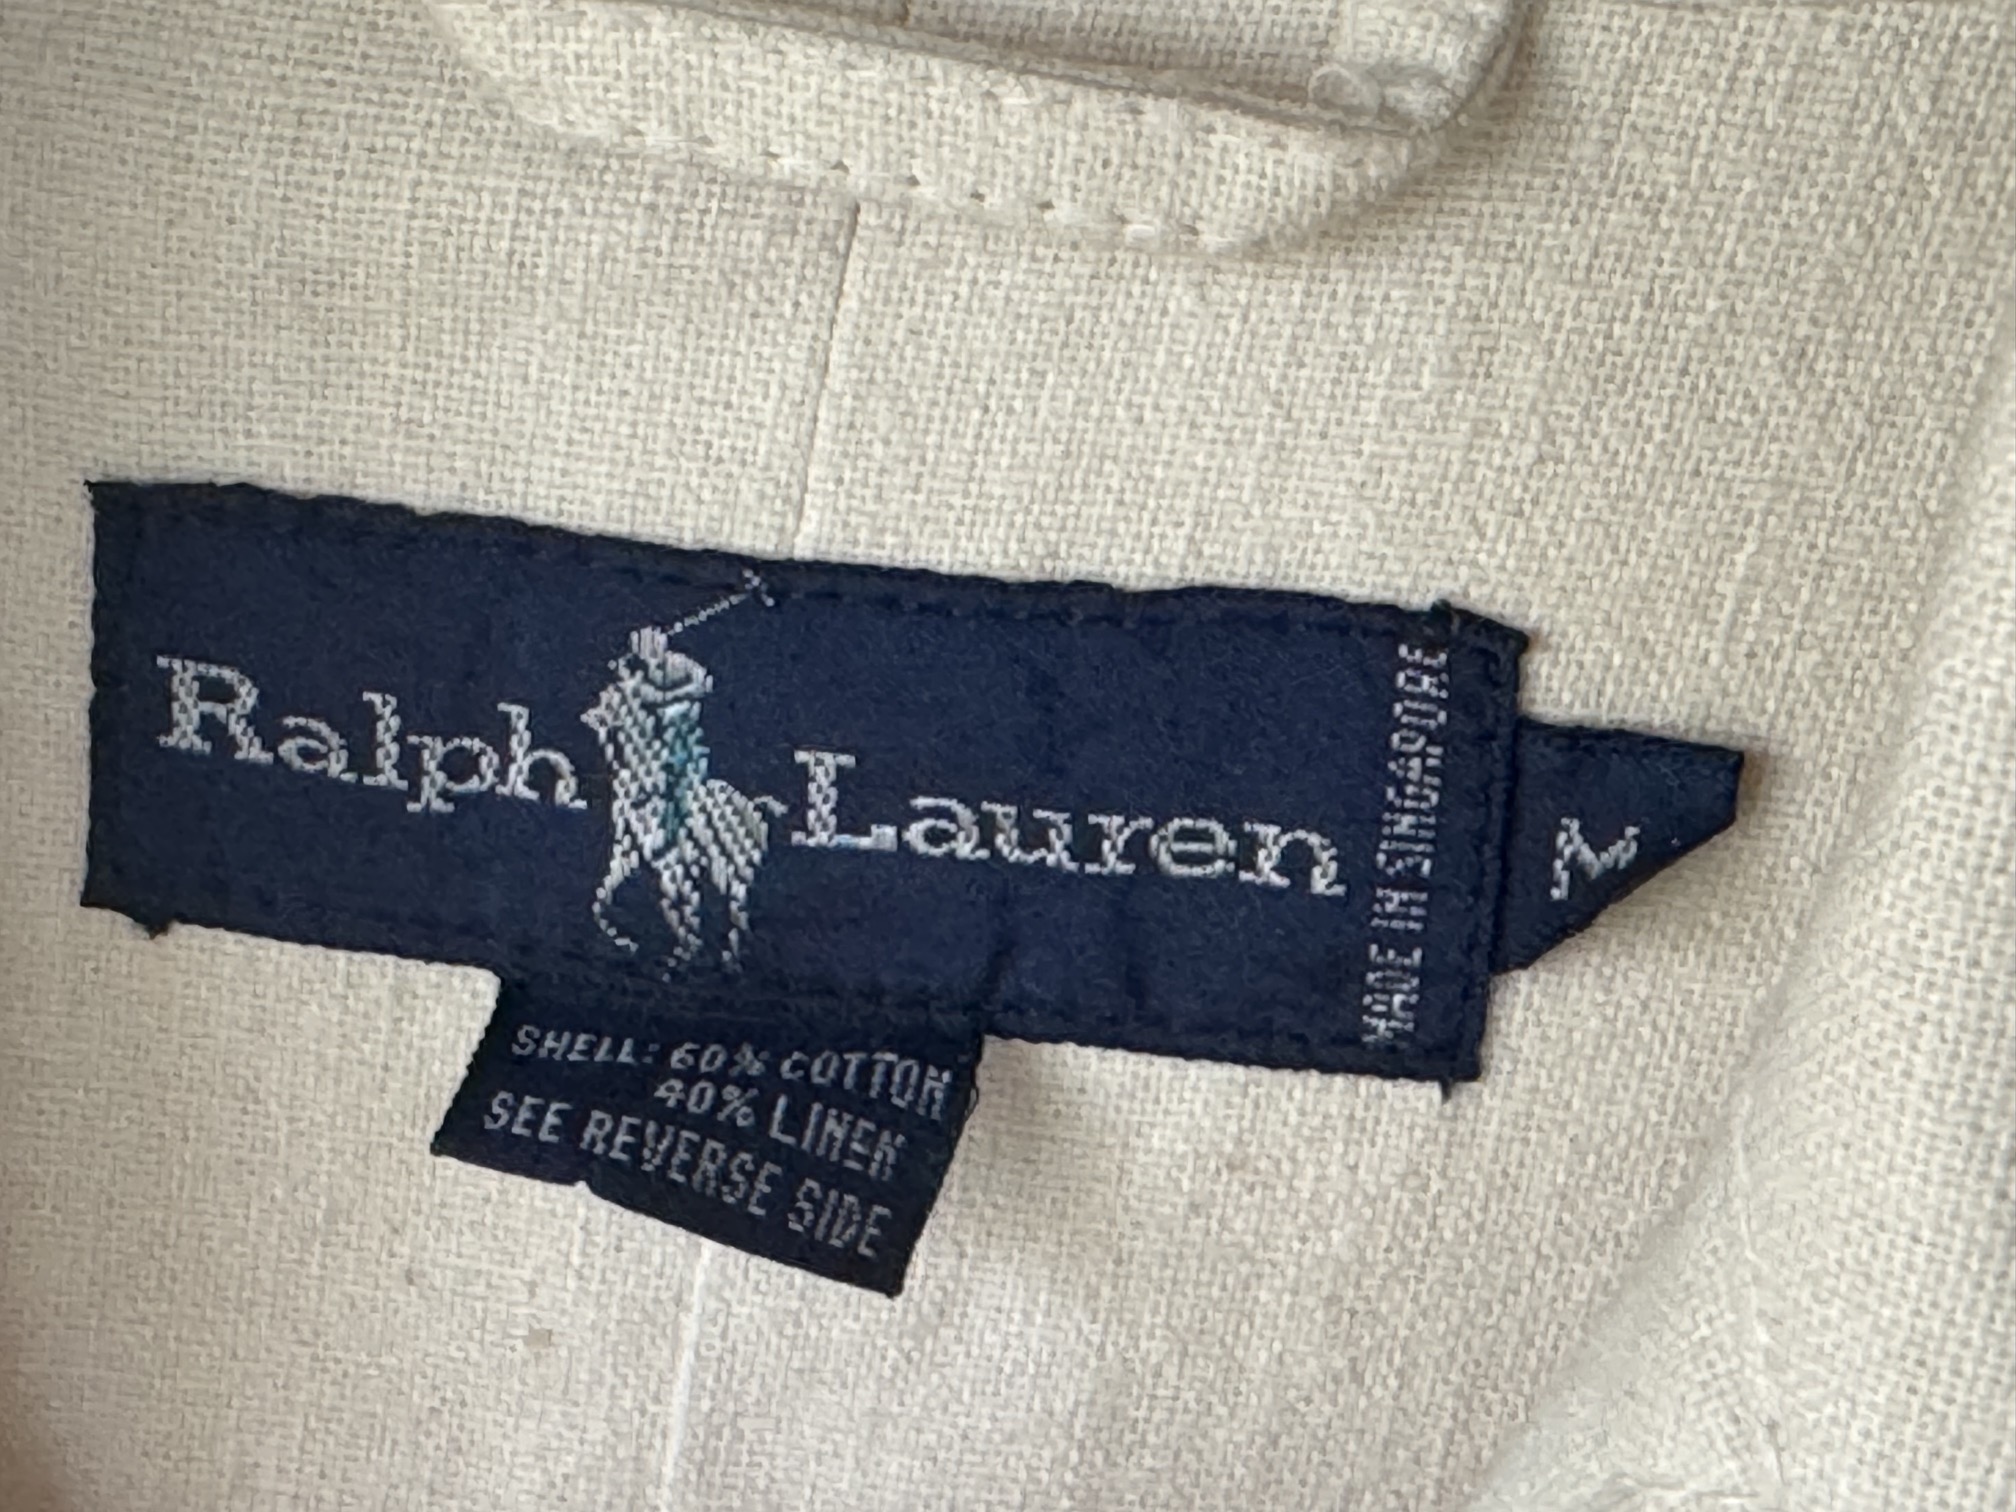 Ralph Lauren
MADE IN SINGAPORE
M
SHELL: 60% COTTON
40% LINEN
SEE REVERSE SIDE